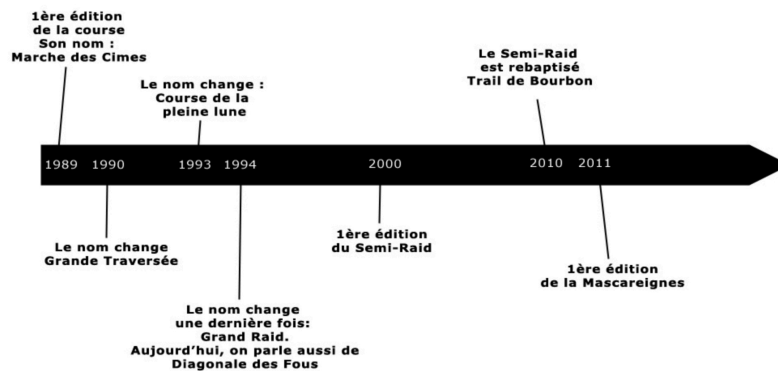 1ère édition
de la course
Son nom :
Marche des Cimes
Le nom change :
Course de la
pleine lune
Le Semi-Raid
est rebaptisé
Trail de Bourbon
1989 1990 1993 1994 2000 2010 2011
Le nom change
Grande Traversée
Le nom change
une dernière fois:
Grand Raid.
Aujourd'hui, on parle aussi de
Diagonale des Fous
1ère édition
du Semi-Raid
1ère édition
de la Mascareignes